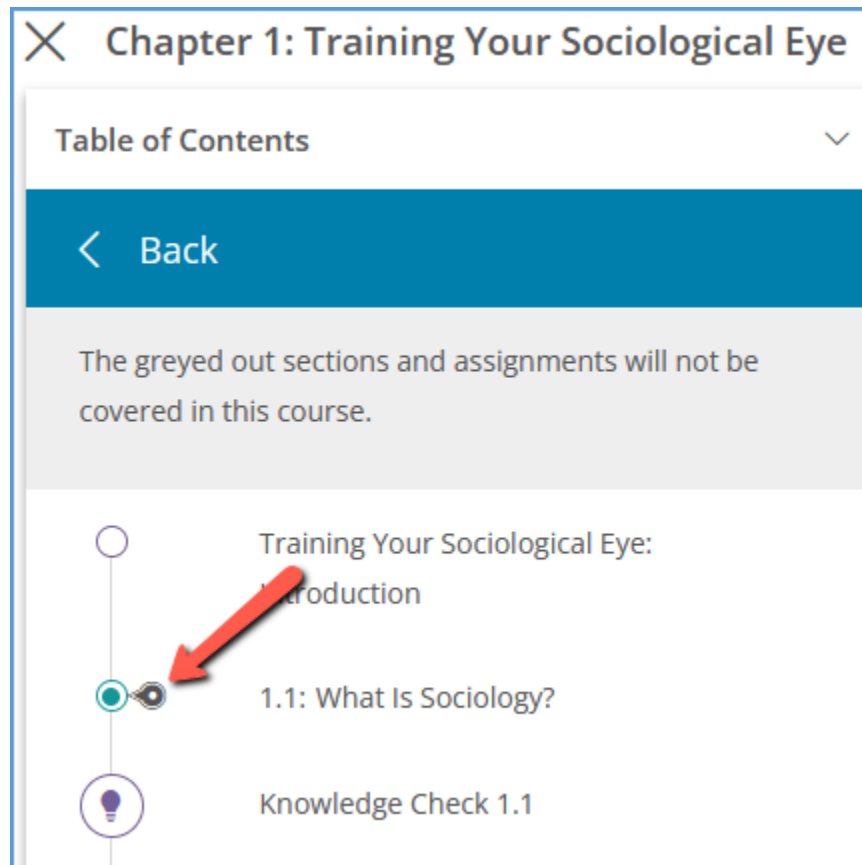 Chapter 1: Training Your Sociological Eye
Table of Contents
Back
The greyed out sections and assignments will not be
covered in this course.
Training Your Sociological Eye:
Introduction
1.1: What Is Sociology?
Knowledge Check 1.1